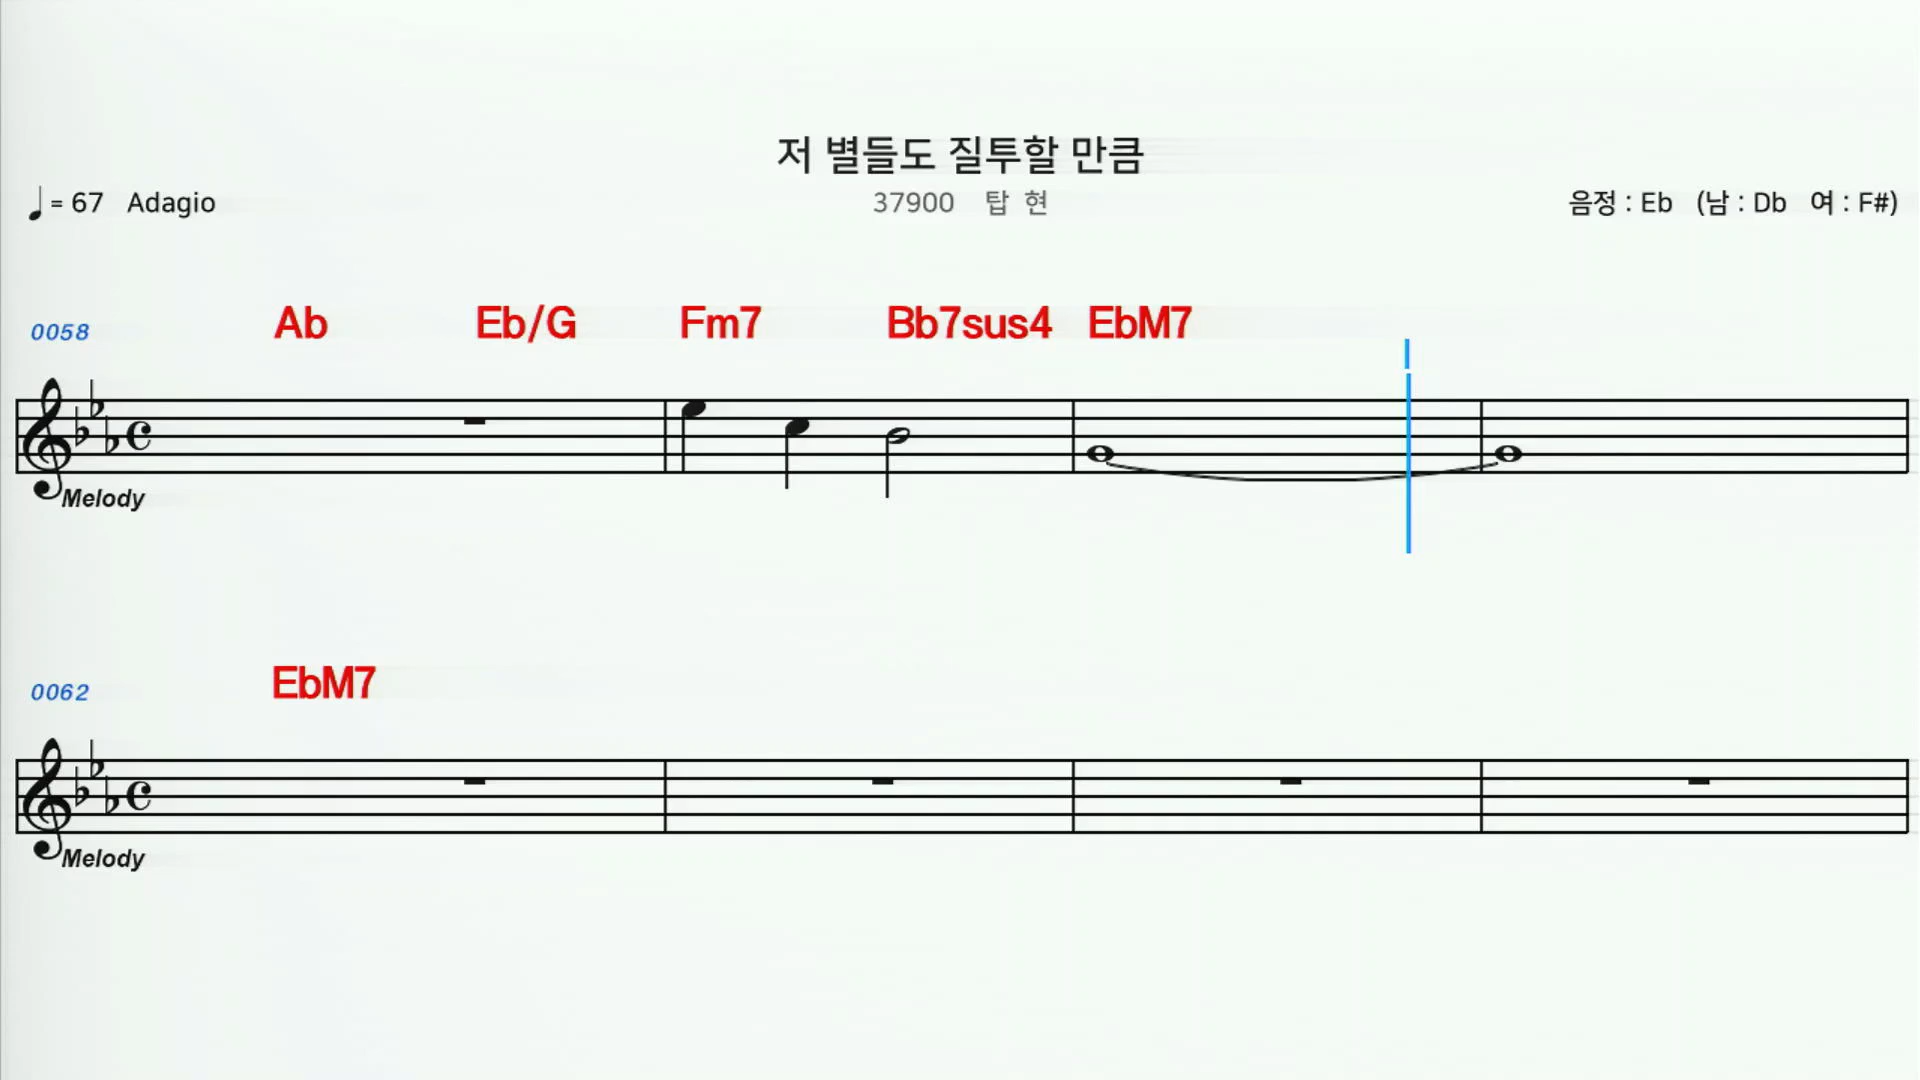 저 별들도 질투할 만큼
♩ = 67 Adagio 37900 탑 현 음정 : Eb (남 : Db 여 : F#)
0058 Ab Eb/G Fm7 Bb7sus4 EbM7
Melody
0062 EbM7
Melody